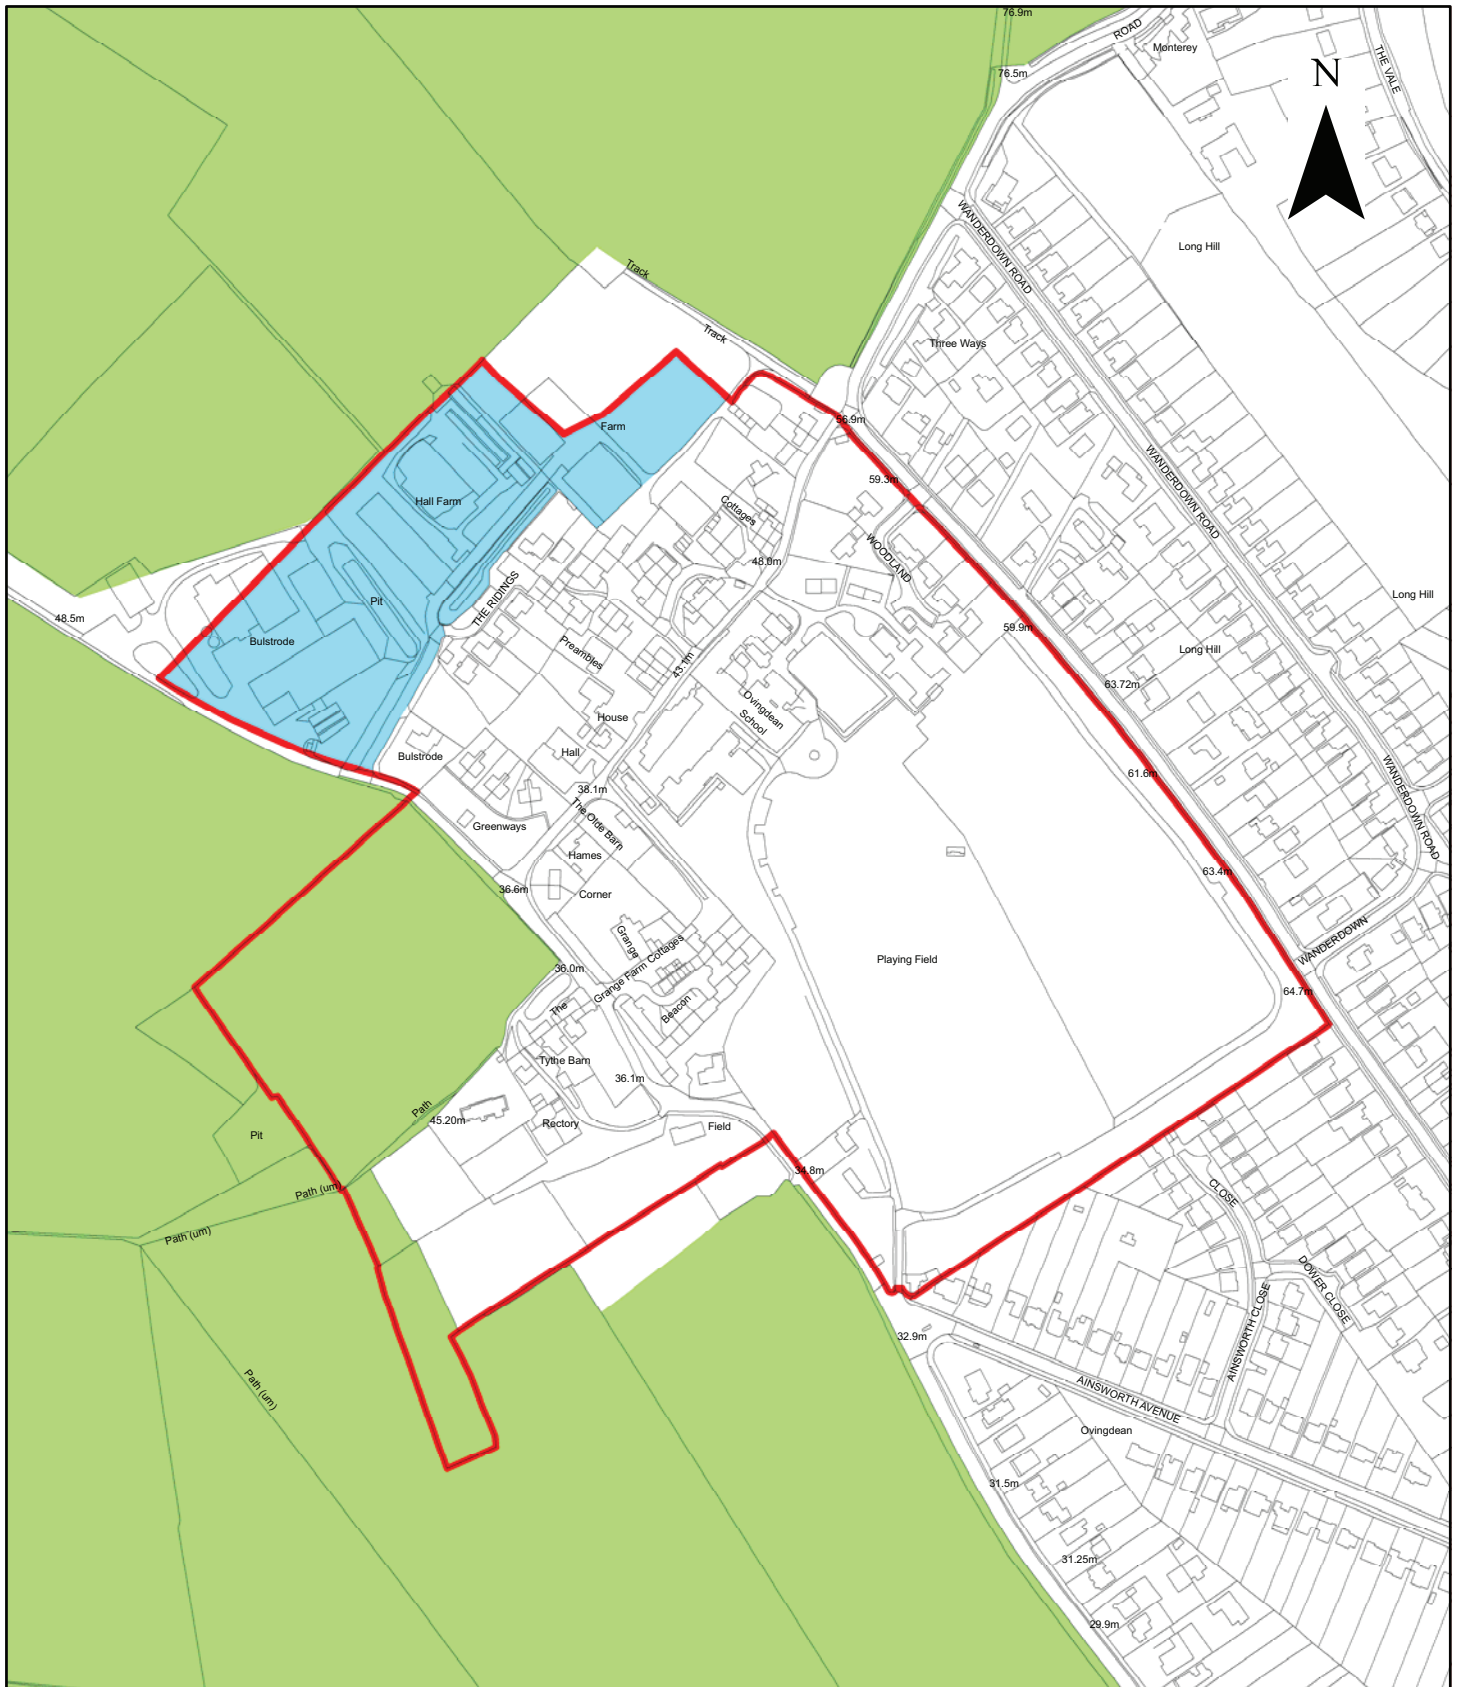 76.9m
ROAD
Monterey
THE VALE
N
76.5m
WANDERDOWN ROAD
Long Hill
Track
Track
Three Ways
Farm
56.9m
WANDERDOWN ROAD
59.3m
Hall Farm
Cottages
WOODLAND
48.0m
THE RIDINGS
Pit
Long Hill
48.5m
59.9m
Bulstrode
Preambles
Long Hill
43.1m
63.72m
Ovingdean
School
House
Hall
Bulstrode
61.6m
WANDERDOWN ROAD
38.1m
The Olde Barn
Greenways
Hames
63.4m
36.6m
Corner
Grange
WANDERDOWN
Playing Field
36.0m
Grange Farm Cottages
64.7m
The
Beacon
Tythe Barn
36.1m
Path
45.20m
Rectory
Field
Pit
34.8m
Path (um)
CLOSE
Path (um)
DOWER CLOSE
AINSWORTH CLOSE
32.9m
Path (um)
AINSWORTH AVENUE
Ovingdean
31.5m
31.25m
29.9m